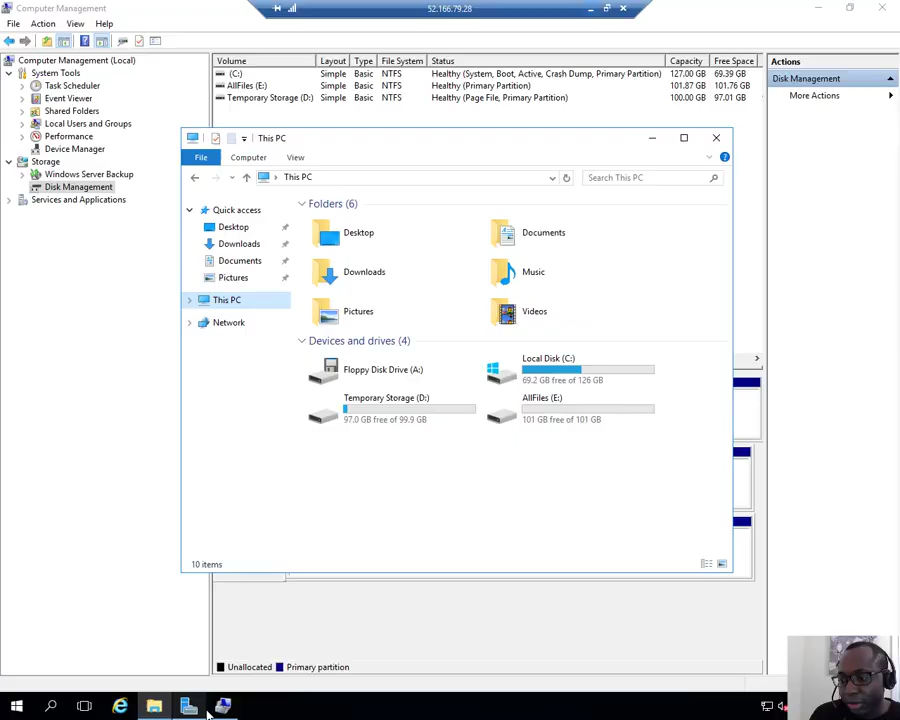 Computer Management
52.166.79.28
File Action View Help
Computer Management (Local)
System Tools
Task Scheduler
Event Viewer
Shared Folders
Local Users and Groups
Performance
Device Manager
Storage
Windows Server Backup
Disk Management
Services and Applications
Volume Layout Type File System Status Capacity Free Space
(C:) Simple Basic NTFS Healthy (System, Boot, Active, Crash Dump, Primary Partition) 127.00 GB 69.39 GB
AllFiles (E:) Simple Basic NTFS Healthy (Primary Partition) 101.87 GB 101.76 GB
Temporary Storage (D:) Simple Basic NTFS Healthy (Page File, Primary Partition) 100.00 GB 97.01 GB
Actions
Disk Management
More Actions
This PC
File Computer View
This PC
Search This PC
Quick access
Desktop
Downloads
Documents
Pictures
This PC
Network
Folders (6)
Desktop
Documents
Downloads
Music
Pictures
Videos
Devices and drives (4)
Floppy Disk Drive (A:)
Local Disk (C:)
69.2 GB free of 126 GB
Temporary Storage (D:)
97.0 GB free of 99.9 GB
AllFiles (E:)
101 GB free of 101 GB
10 items
Unallocated Primary partition